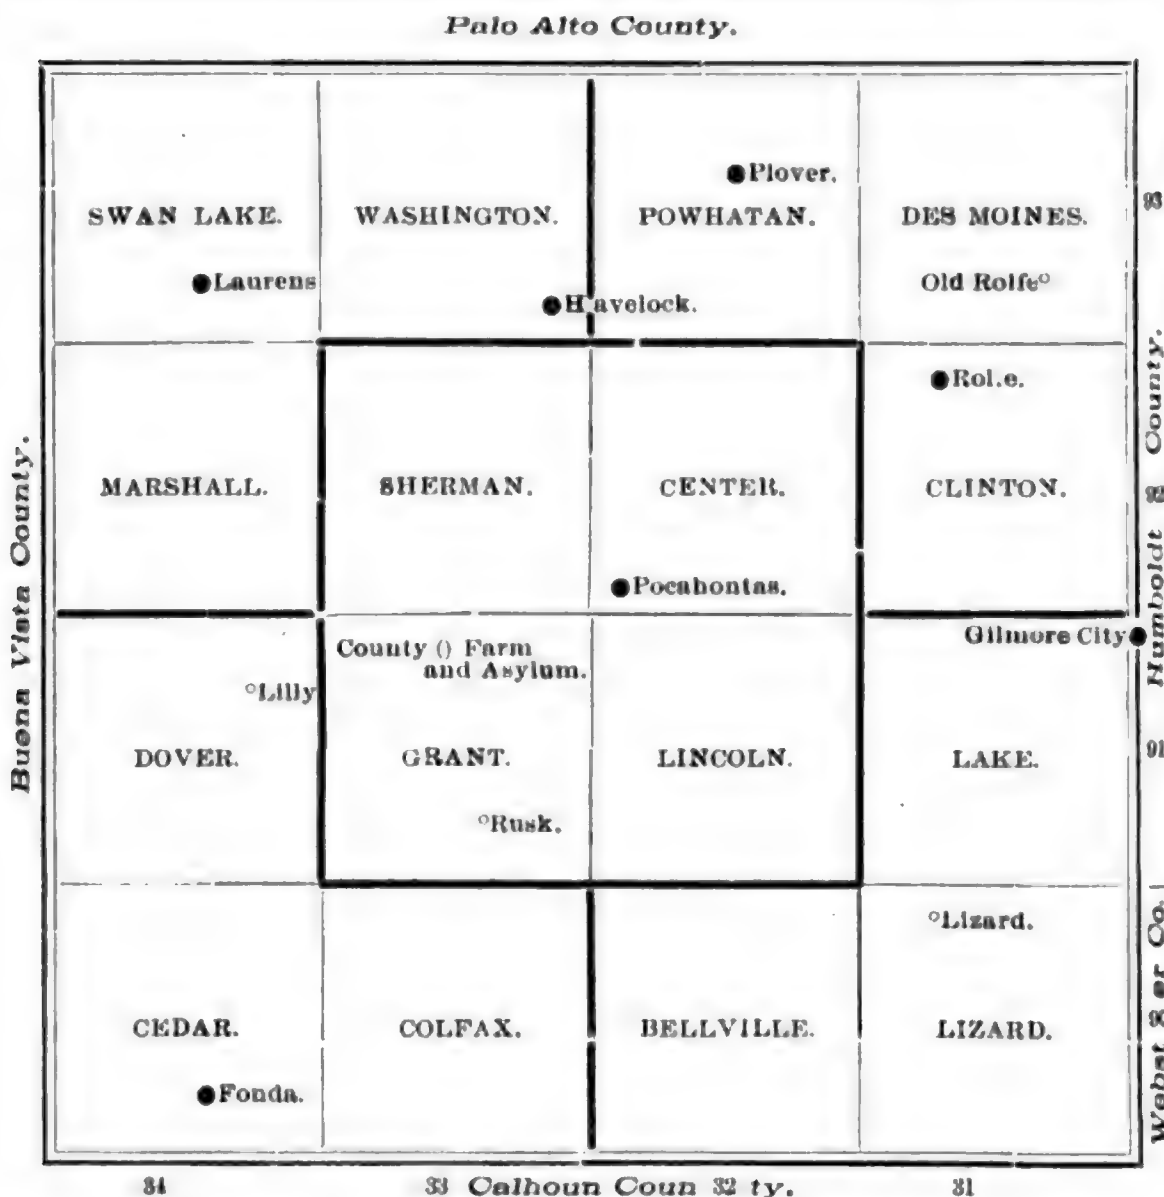 Palo Alto County.
Plover.
93
SWAN LAKE. WASHINGTON. POWHATAN. DES MOINES.
Laurens
Old Rolfe
Havelock.
Rol.e.
MARSHALL. SHERMAN. CENTER. CLINTON.
92
Pocahontas.
Buena Vista County.
Humboldt County.
Gilmore City
County () Farm
and Asylum.
Lilly
DOVER. GRANT. LINCOLN. LAKE.
91
Rusk.
Lizard.
CEDAR. COLFAX. BELLVILLE. LIZARD.
Fonda.
Webst er Co.
34 33 Calhoun Coun 32 ty. 31